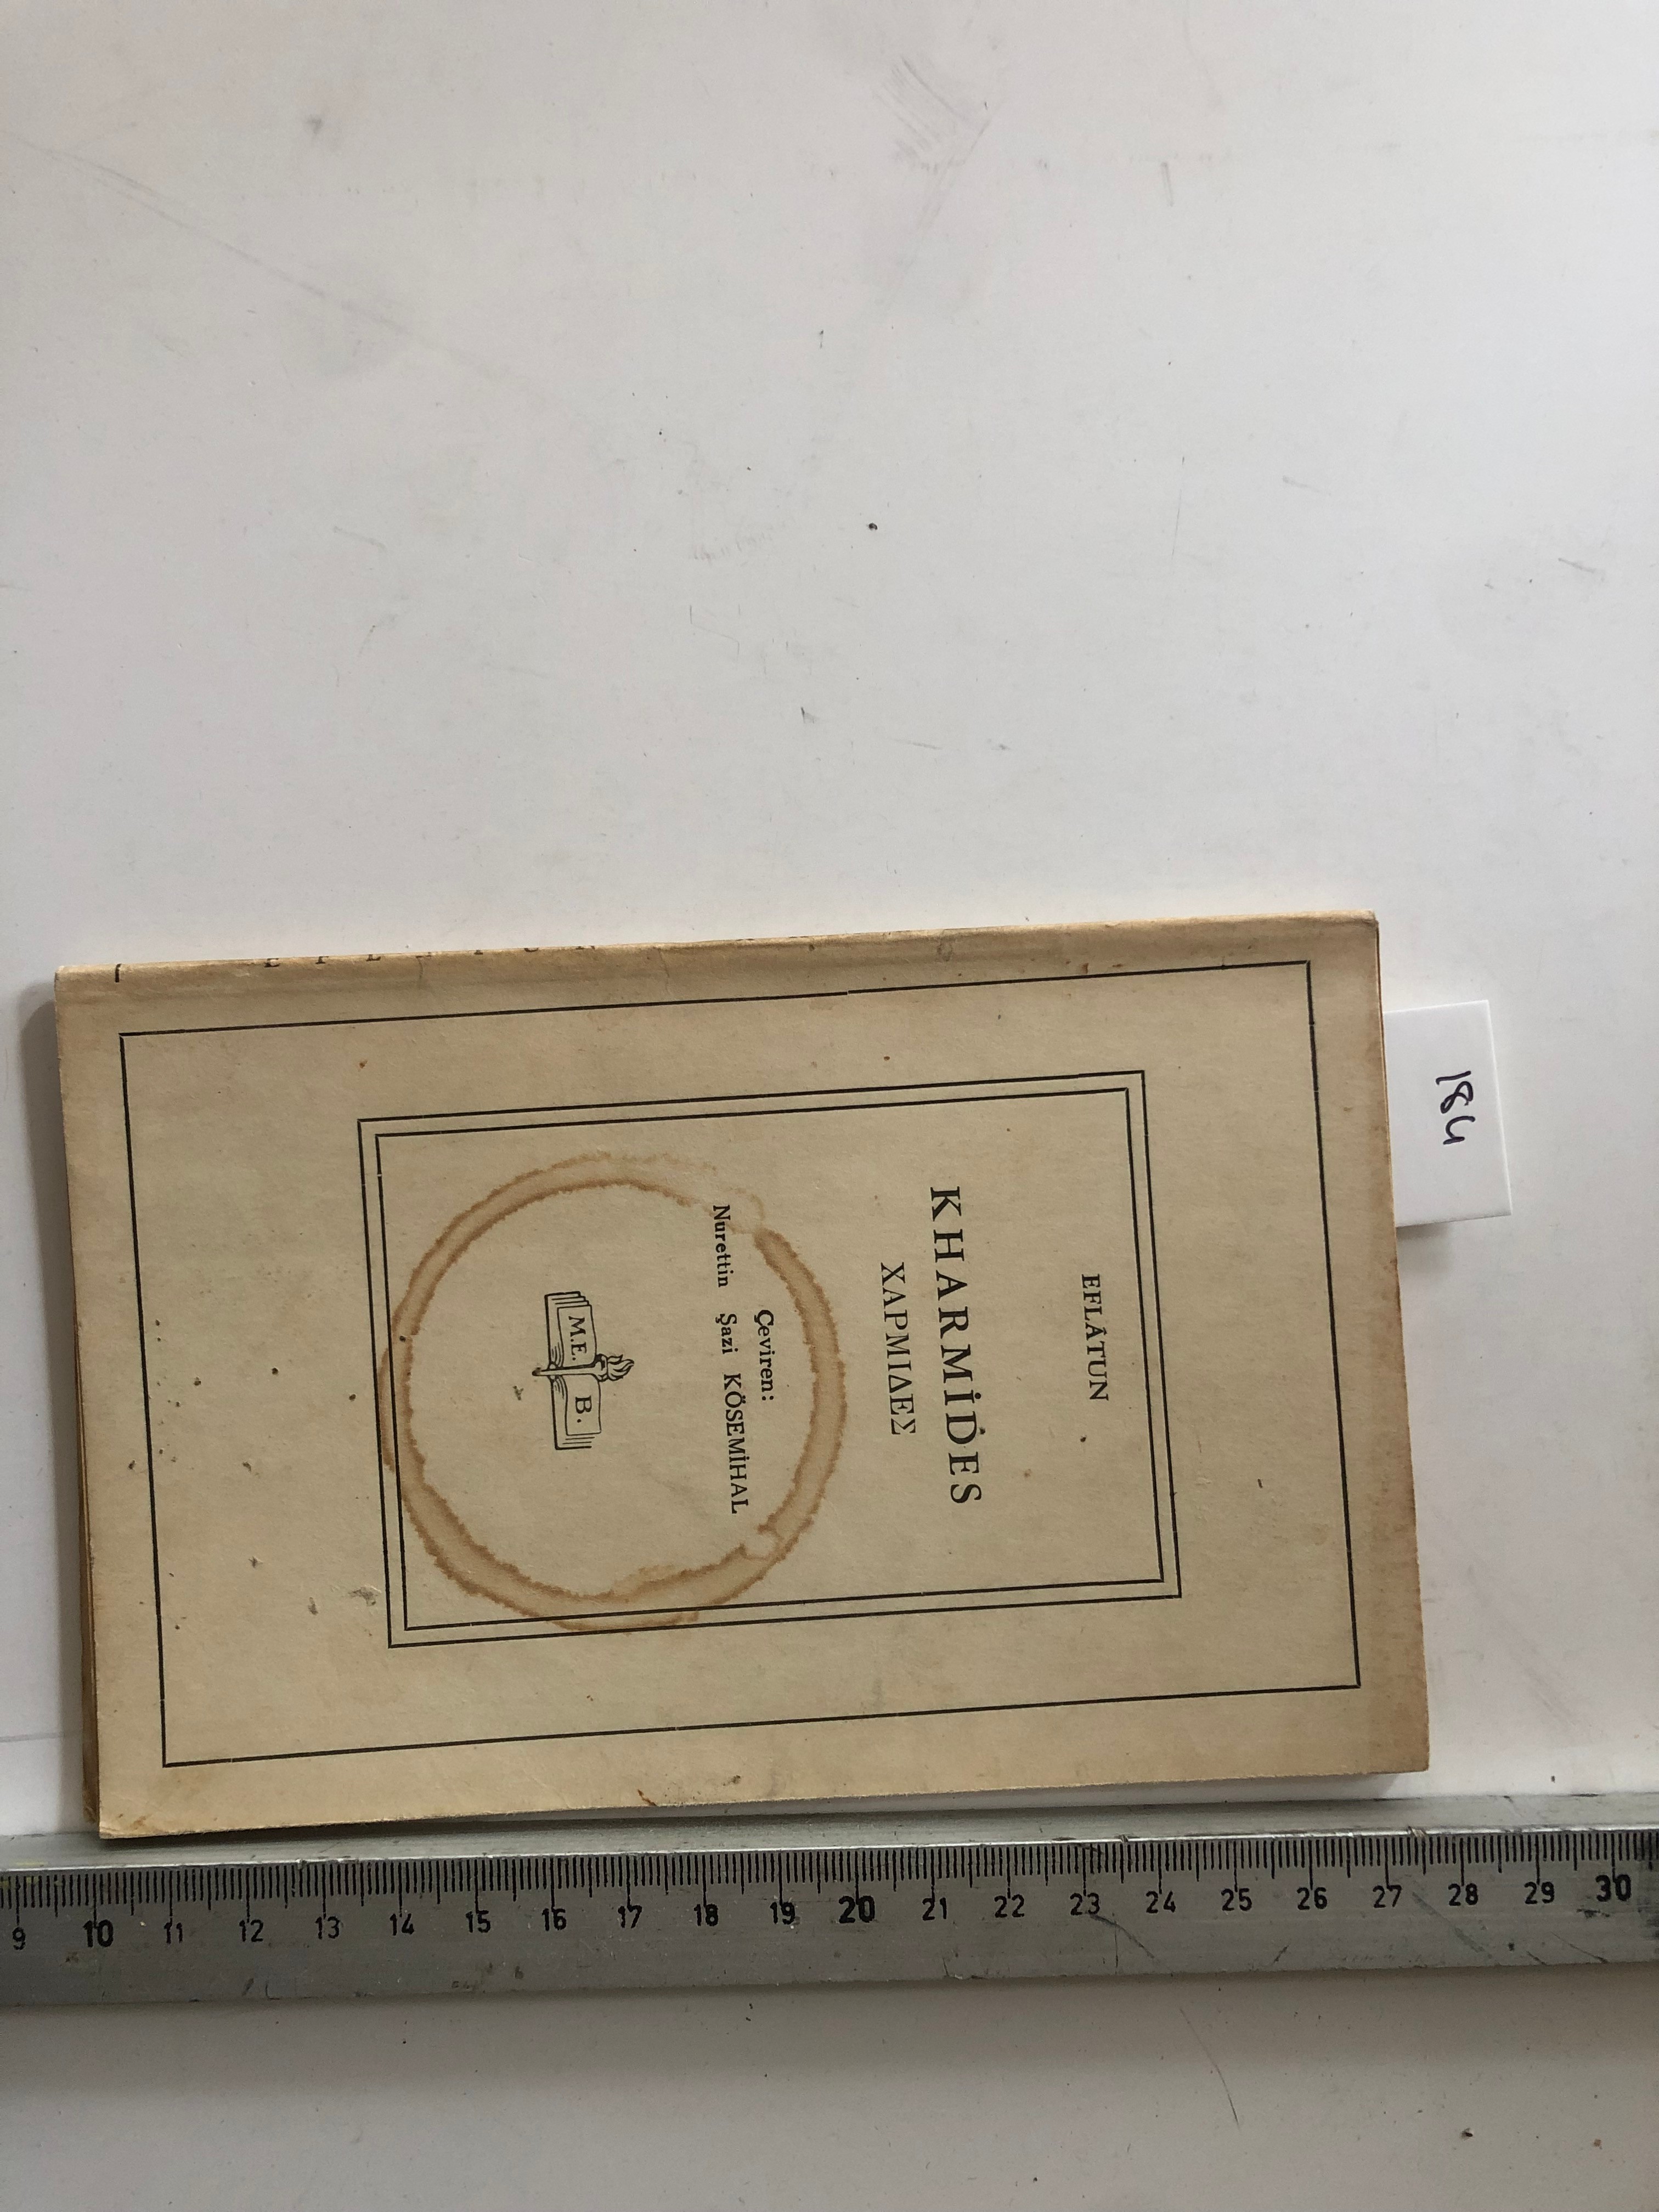 184
EFLÂTUN
KHARMİDES
ΧΑΡΜΙΔΕΣ
Çeviren:
Nurettin Şazi KÖSEMİHAL
M.E. B.
9 10 11 12 13 14 15 16 17 18 19 20 21 22 23 24 25 26 27 28 29 30